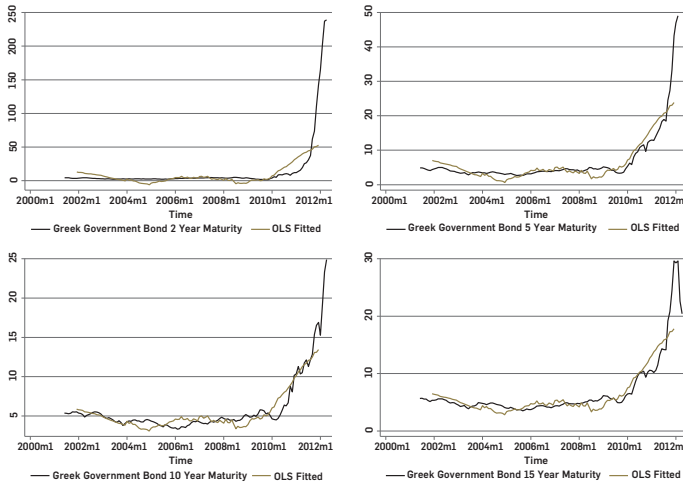 250
200
150
100
50
0
2000m1 2002m1 2004m1 2006m1 2008m1 2010m1 2012m1
Time
Greek Government Bond 2 Year Maturity OLS Fitted
50
40
30
20
10
0
2000m1 2002m1 2004m1 2006m1 2008m1 2010m1 2012m1
Time
Greek Government Bond 5 Year Maturity OLS Fitted
25
20
15
10
5
2000m1 2002m1 2004m1 2006m1 2008m1 2010m1 2012m1
Time
Greek Government Bond 10 Year Maturity OLS Fitted
30
20
10
0
2000m1 2002m1 2004m1 2006m1 2008m1 2010m1 2012m1
Time
Greek Government Bond 15 Year Maturity OLS Fitted